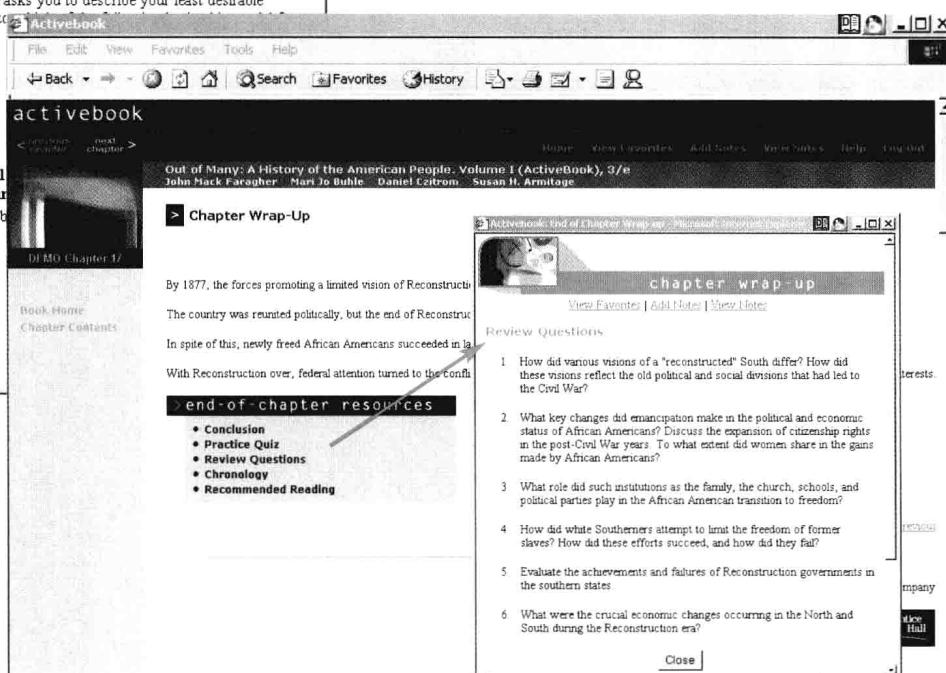 asks you to describe your least desirable
Activebook
File Edit View Favorites Tools Help
Back Search Favorites History
activebook
< previous chapter next chapter >
Home View Favorites Add Notes View Notes Help Log Out
Out of Many: A History of the American People. Volume I (ActiveBook), 3/e
John Mack Faragher Mari Jo Buhle Daniel Czitrom Susan H. Armitage
DEMO Chapter 17
Book Home
Chapter Contents
> Chapter Wrap-Up
By 1877, the forces promoting a limited vision of Reconstructi
The country was reunited politically, but the end of Reconstruc
In spite of this, newly freed African Americans succeeded in la
With Reconstruction over, federal attention turned to the confli
terests.
> end-of-chapter resources
• Conclusion
• Practice Quiz
• Review Questions
• Chronology
• Recommended Reading
Activebook: End of Chapter Wrap-up - Microsoft Internet Explorer
chapter wrap-up
View Favorites | Add Notes | View Notes
Review Questions
1 How did various visions of a "reconstructed" South differ? How did
these visions reflect the old political and social divisions that had led to
the Civil War?
2. What key changes did emancipation make in the political and economic
status of African Americans? Discuss the expansion of citizenship rights
in the post-Civil War years. To what extent did women share in the gains
made by African Americans?
3 What role did such institutions as the family, the church, schools, and
political parties play in the African American transition to freedom?
4. How did white Southerners attempt to limit the freedom of former
slaves? How did these efforts succeed, and how did they fail?
5. Evaluate the achievements and failures of Reconstruction governments in
the southern states.
6. What were the crucial economic changes occurring in the North and
South during the Reconstruction era?
Close
revious
mpany
ntice
Hall